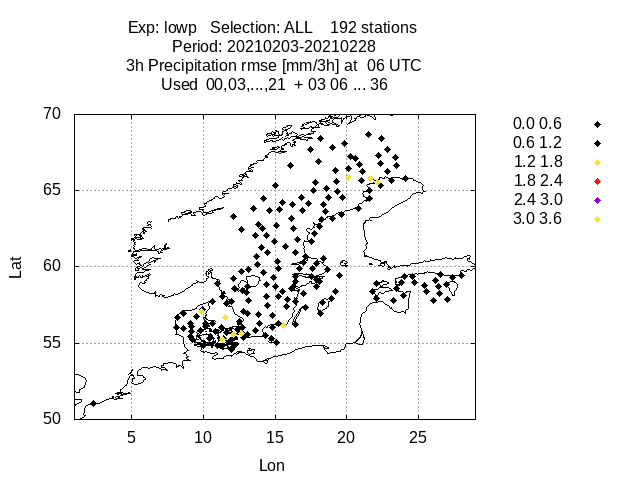 Exp: lowp   Selection: ALL    192 stations
Period: 20210203-20210228
3h Precipitation rmse [mm/3h] at  06 UTC
Used  00,03,...,21  + 03 06 ... 36
70
65
60
55
50
Lat
5 10 15 20 25
Lon
0.0 0.6
0.6 1.2
1.2 1.8
1.8 2.4
2.4 3.0
3.0 3.6